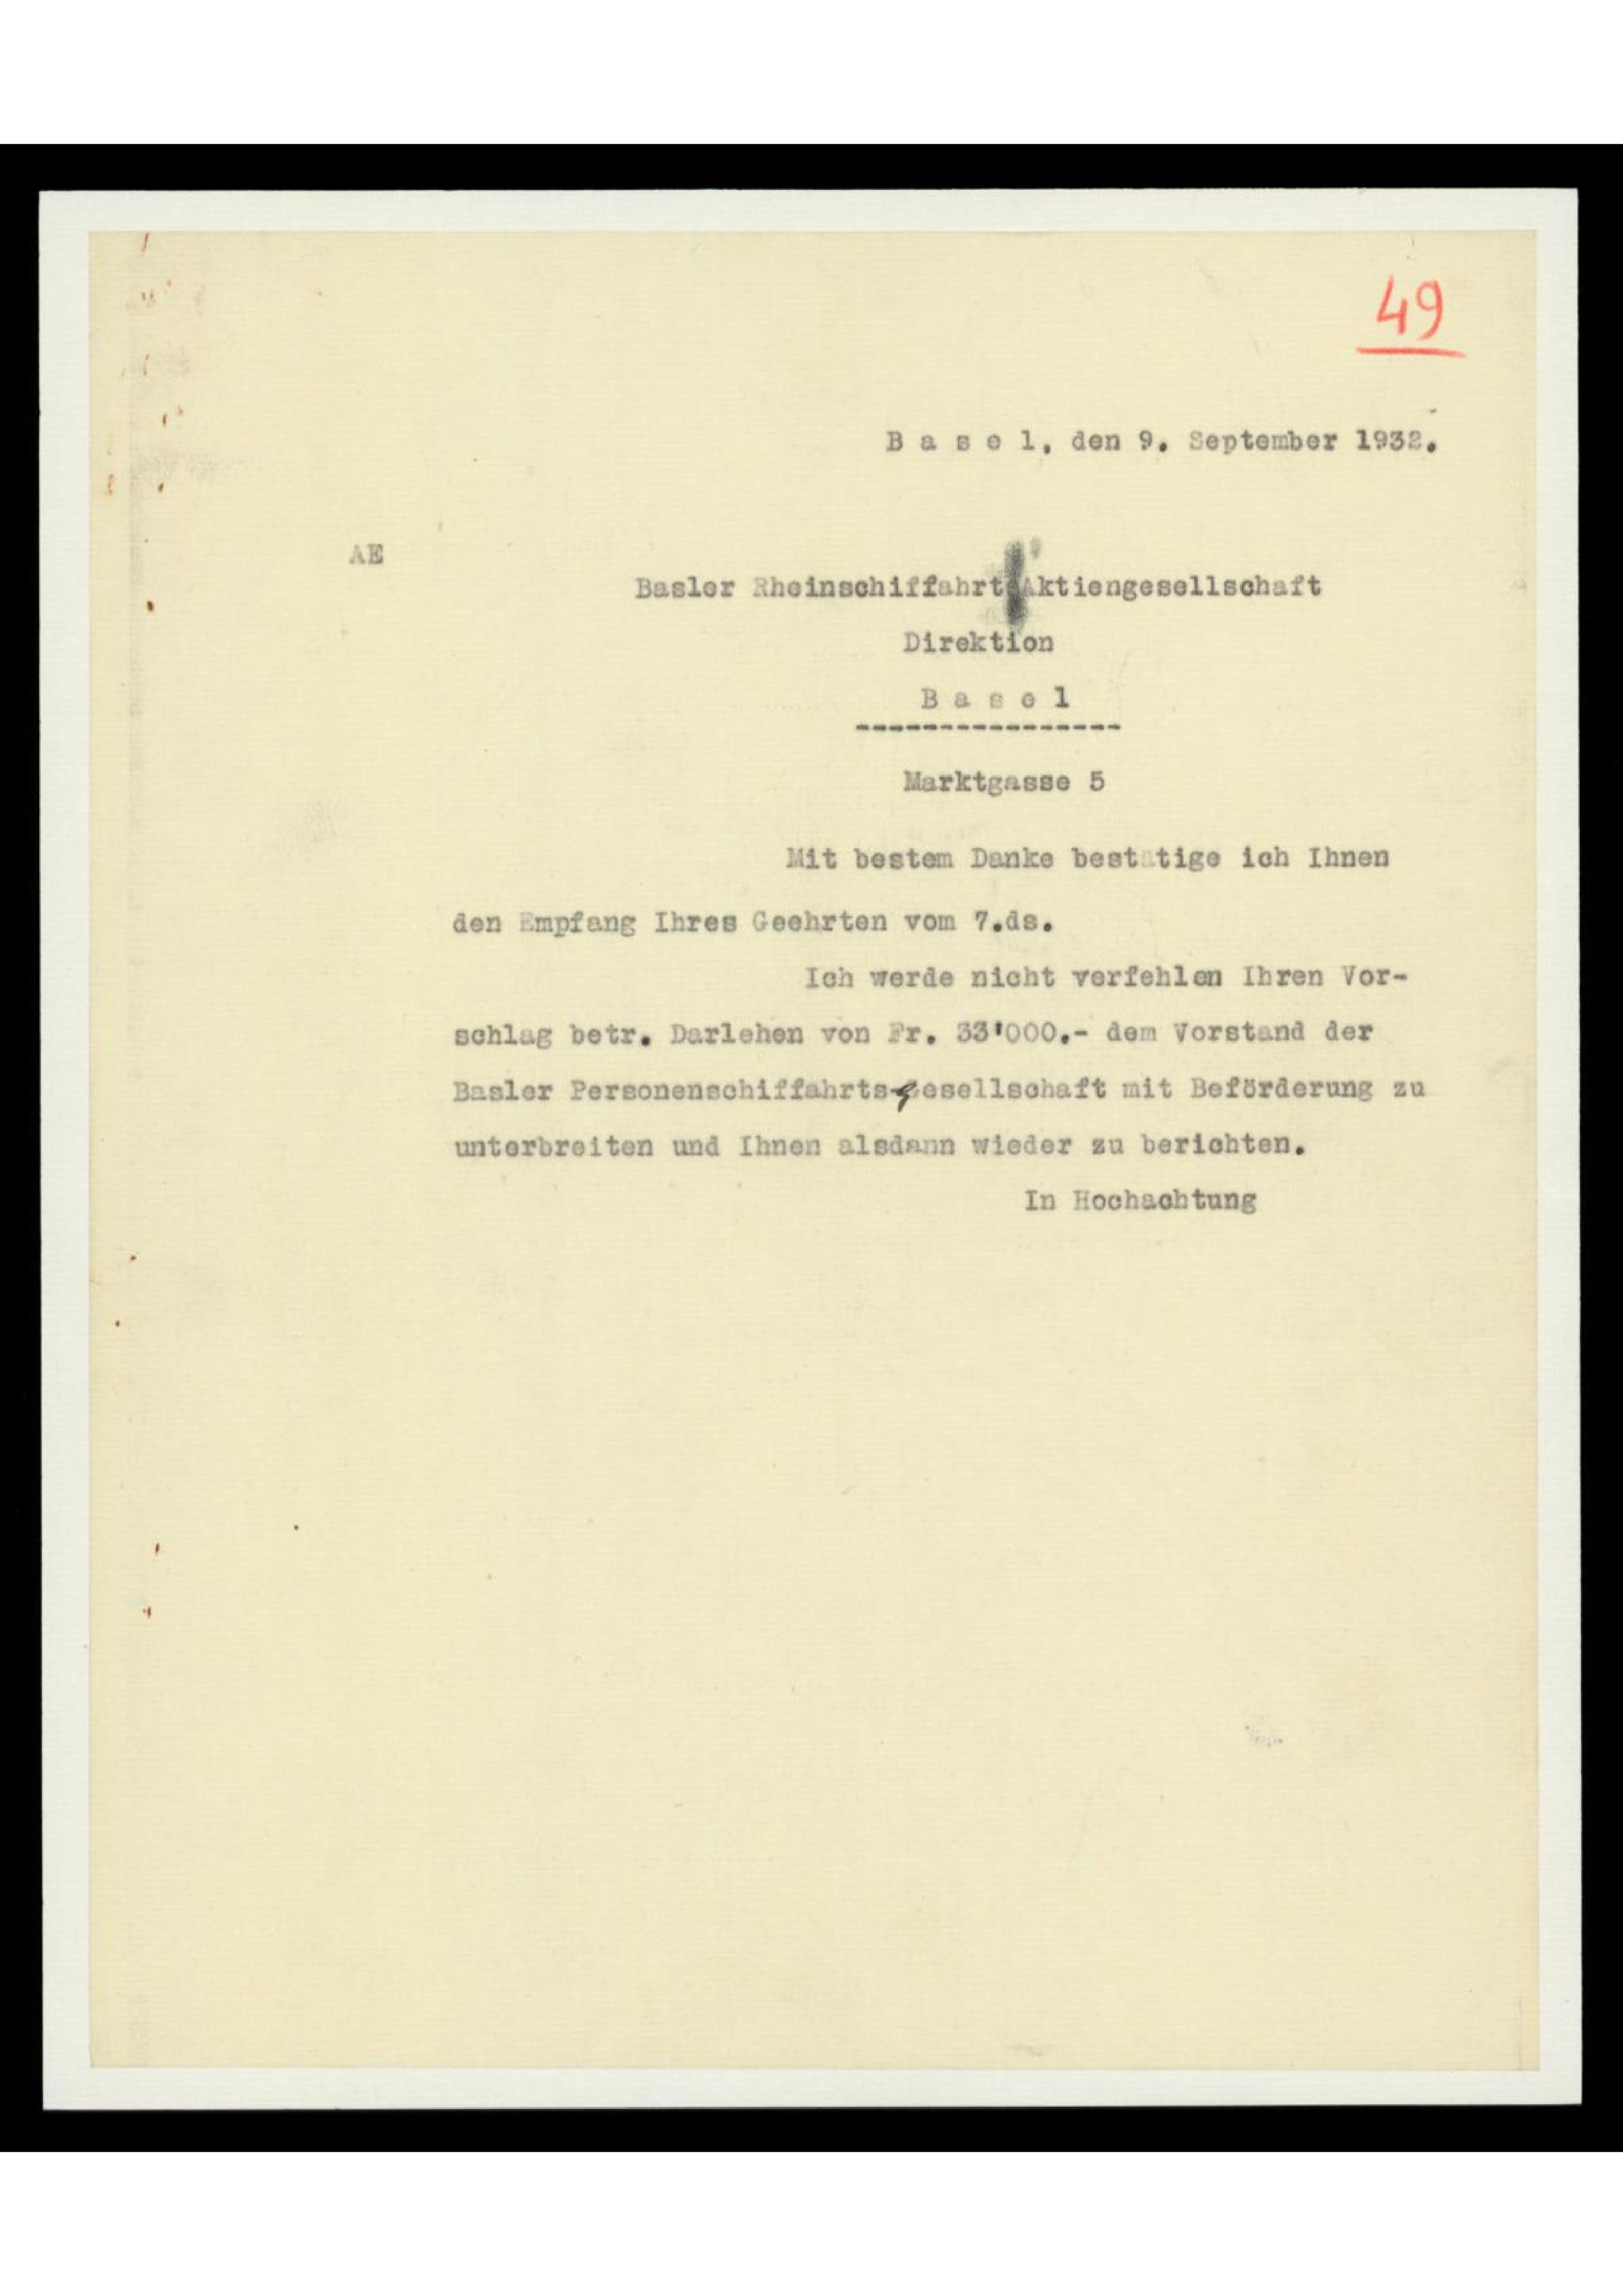 49
B a s e l, den 9. September 1932.
AE
Basler Rheinschiffahrt-Aktiengesellschaft
Direktion
B a s e l
----------------
Marktgasse 5
Mit bestem Danke bestätige ich Ihnen
den Empfang Ihres Geehrten vom 7.ds.
Ich werde nicht verfehlen Ihren Vor-
schlag betr. Darlehen von Fr. 33'000.- dem Vorstand der
Basler Personenschiffahrts-gesellschaft mit Beförderung zu
unterbreiten und Ihnen alsdann wieder zu berichten.
In Hochachtung